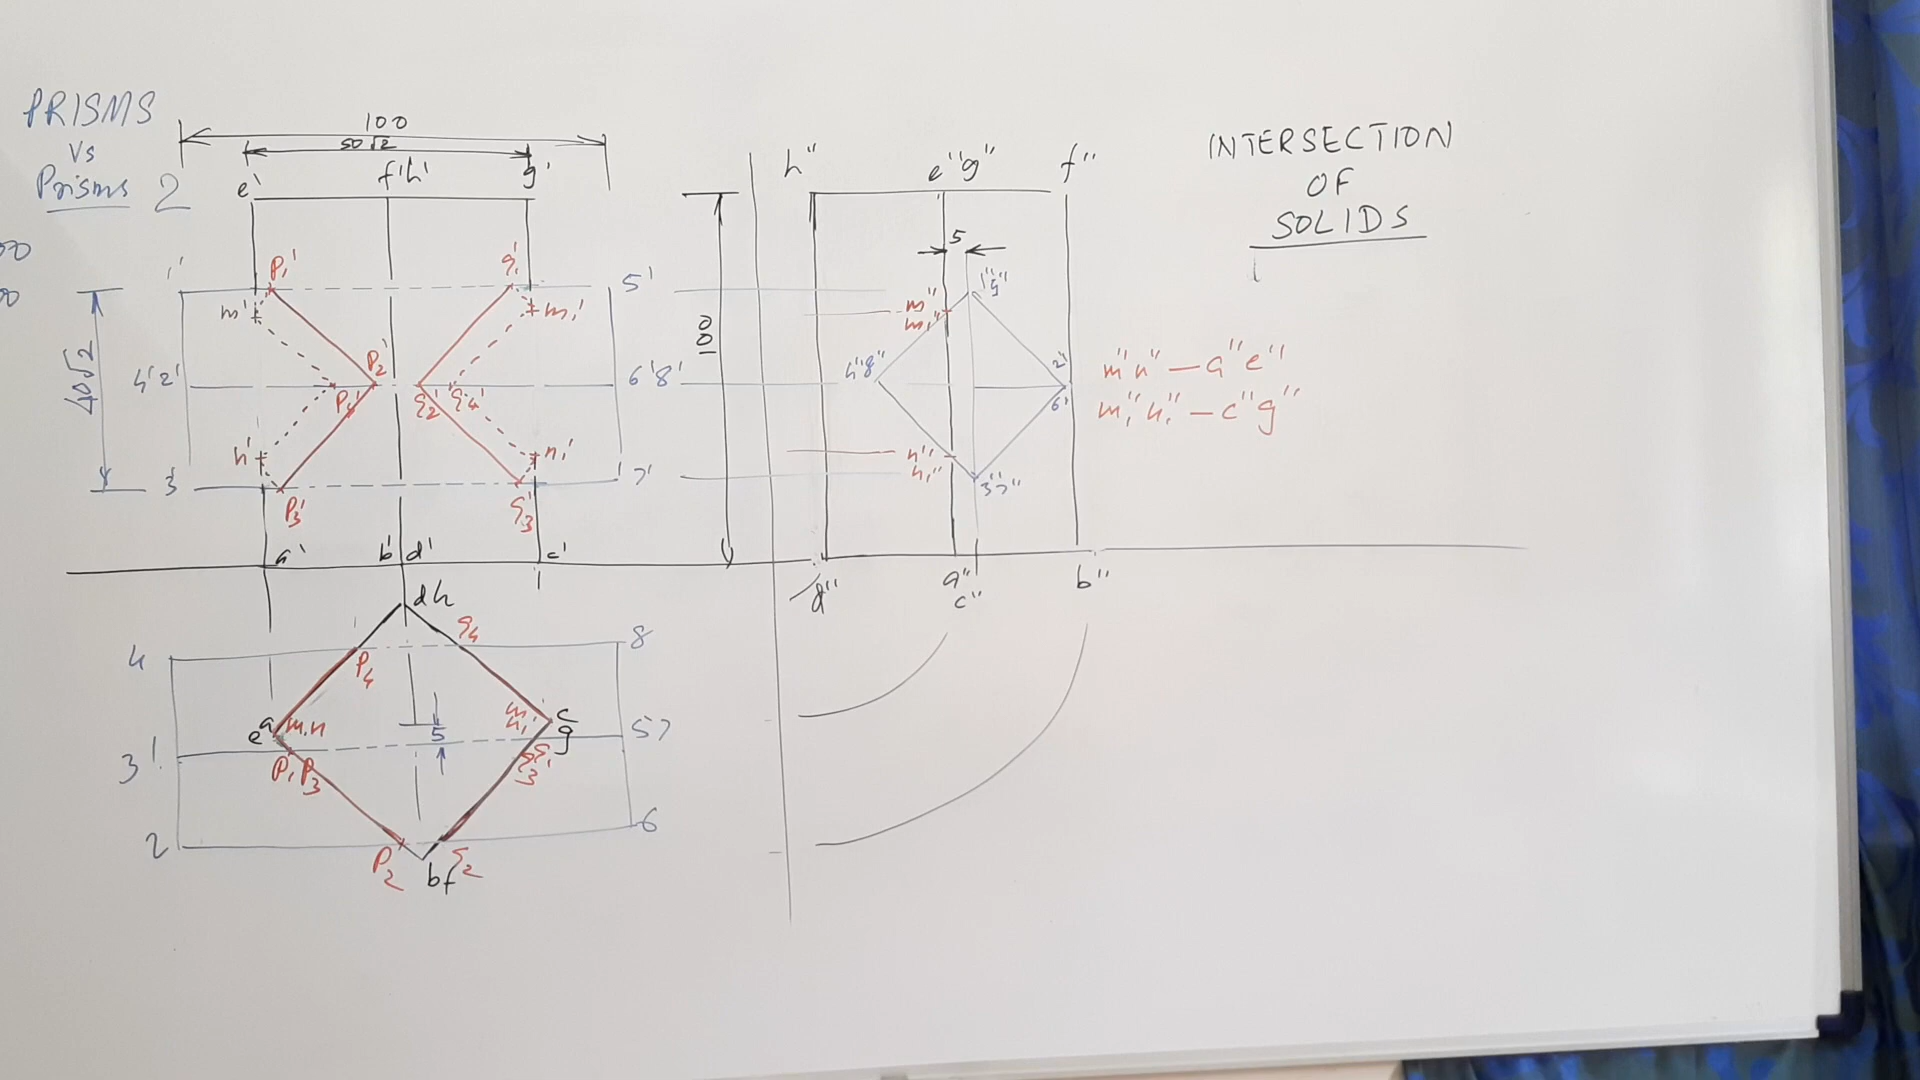 PRISMS
Vs
Prisms 2
100
50√2
e' f'h' g'
h" e"g" f"
INTERSECTION
OF
SOLIDS
5
1' p₁' q₁' 5'
1"5"
m' m₁'
m"
m₁"
40√2
100
4'2' p₂' 6'8'
p₄' q₂' q₄'
4"8" 2"
6"
m"n" — a"e"
m₁"n₁" — c"g"
n' n₁'
n"
n₁"
3' 7'
3"7"
p₃' q₃'
a' b' d' c'
d" a" b"
c"
dh
4 q₄ 8
p₄
a m,n m₁ c
e n₁ g
5
3 1 57
p₁ p₃ q₁
q₃
2 6
p₂ bf q₂